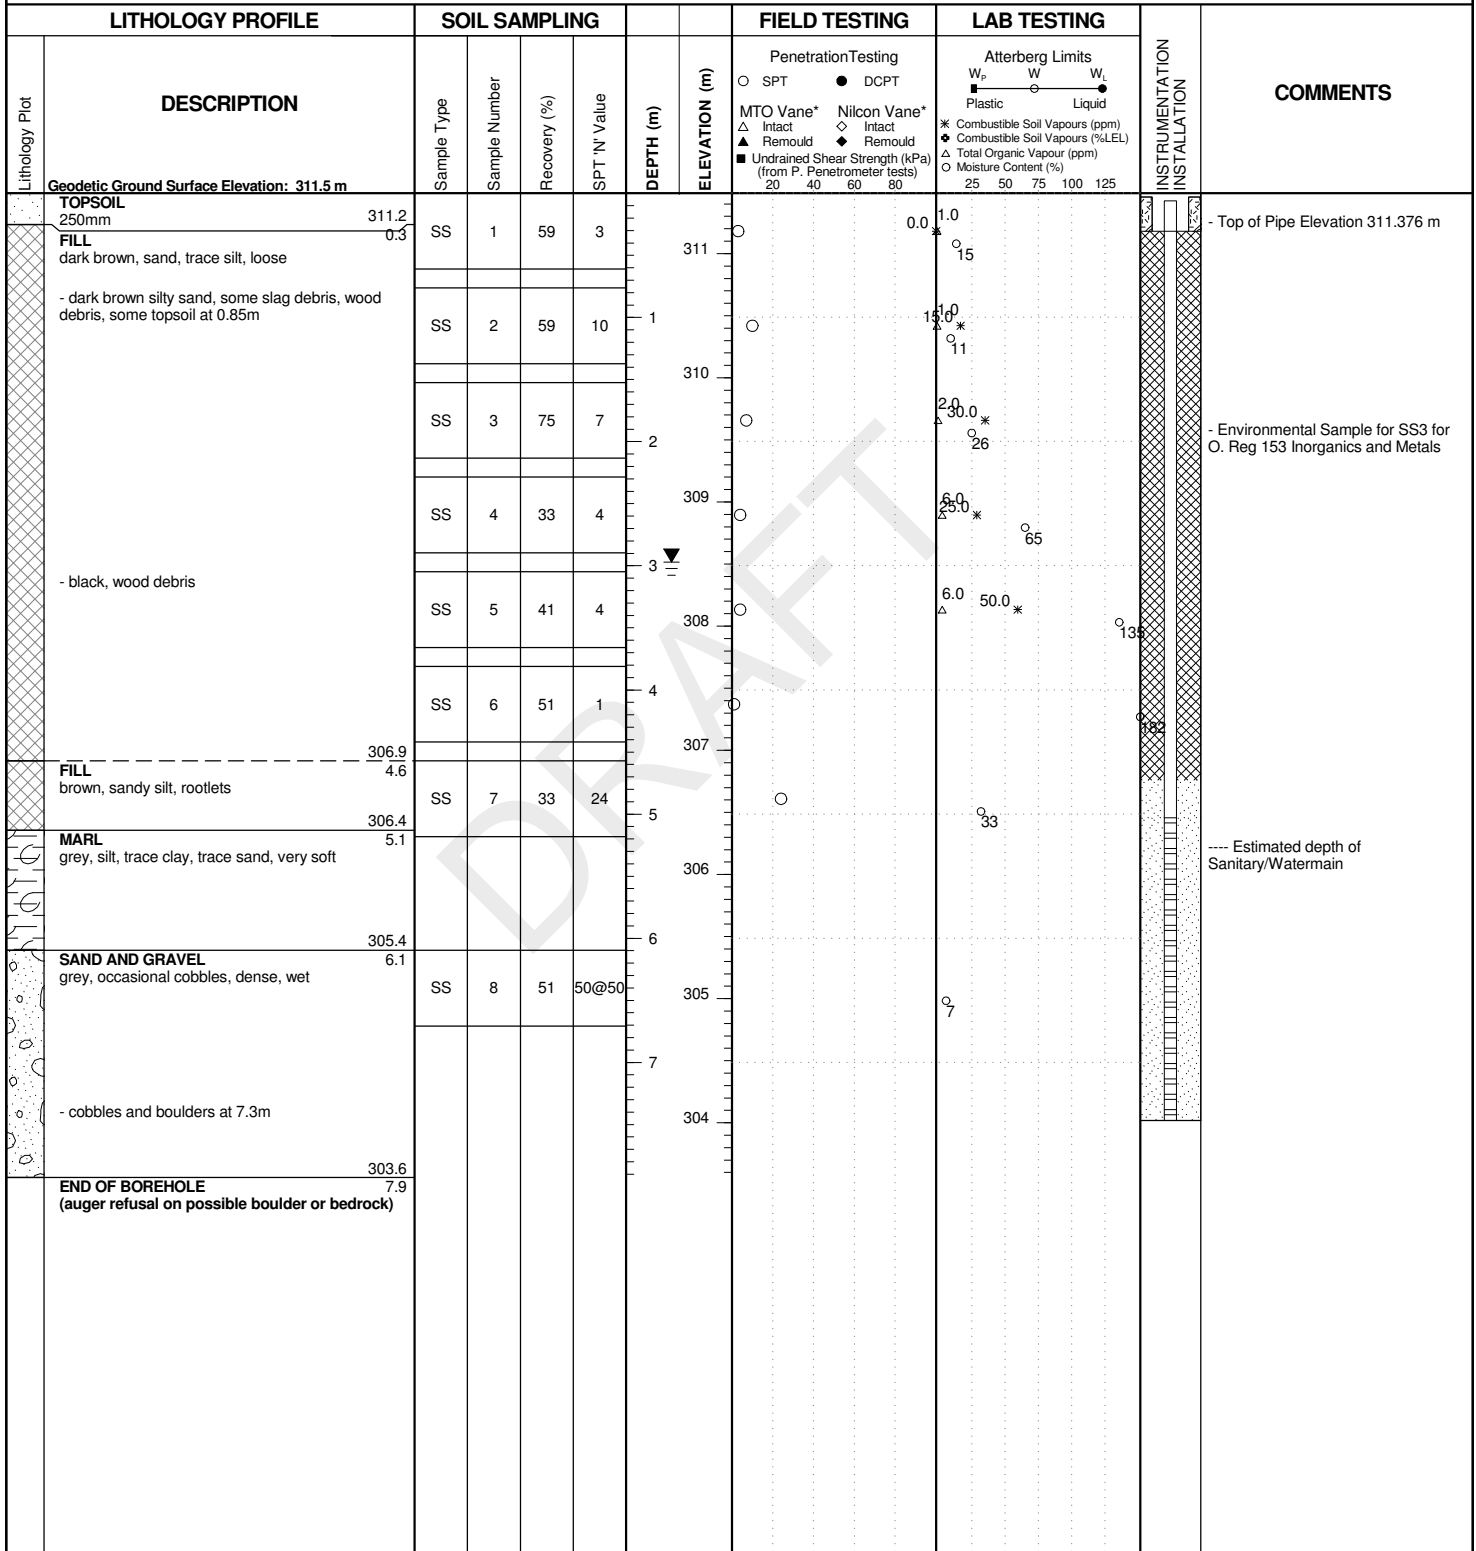 LITHOLOGY PROFILE
SOIL SAMPLING
FIELD TESTING
LAB TESTING
Lithology Plot
DESCRIPTION
Geodetic Ground Surface Elevation: 311.5 m
Sample Type
Sample Number
Recovery (%)
SPT 'N' Value
DEPTH (m)
ELEVATION (m)
PenetrationTesting
SPT DCPT
MTO Vane* Nilcon Vane*
Intact Intact
Remould Remould
Undrained Shear Strength (kPa)
(from P. Penetrometer tests)
20 40 60 80
Atterberg Limits
WP W WL
Plastic Liquid
Combustible Soil Vapours (ppm)
Combustible Soil Vapours (%LEL)
Total Organic Vapour (ppm)
Moisture Content (%)
25 50 75 100 125
INSTRUMENTATION
INSTALLATION
COMMENTS
TOPSOIL
250mm 311.2
FILL 0.3
dark brown, sand, trace silt, loose
- dark brown silty sand, some slag debris, wood
debris, some topsoil at 0.85m
- black, wood debris
306.9
FILL 4.6
brown, sandy silt, rootlets
306.4
MARL 5.1
grey, silt, trace clay, trace sand, very soft
305.4
SAND AND GRAVEL 6.1
grey, occasional cobbles, dense, wet
- cobbles and boulders at 7.3m
303.6
END OF BOREHOLE 7.9
(auger refusal on possible boulder or bedrock)
SS 1 59 3
SS 2 59 10
SS 3 75 7
SS 4 33 4
SS 5 41 4
SS 6 51 1
SS 7 33 24
SS 8 51 50@50
1
2
3
4
5
6
7
311
310
309
308
307
306
305
304
0.0 1.0
15
15.0 1.0
11
2.0
30.0
26
6.0
25.0
65
6.0 50.0
135
182
33
7
- Top of Pipe Elevation 311.376 m
- Environmental Sample for SS3 for
O. Reg 153 Inorganics and Metals
---- Estimated depth of
Sanitary/Watermain
DRAFT